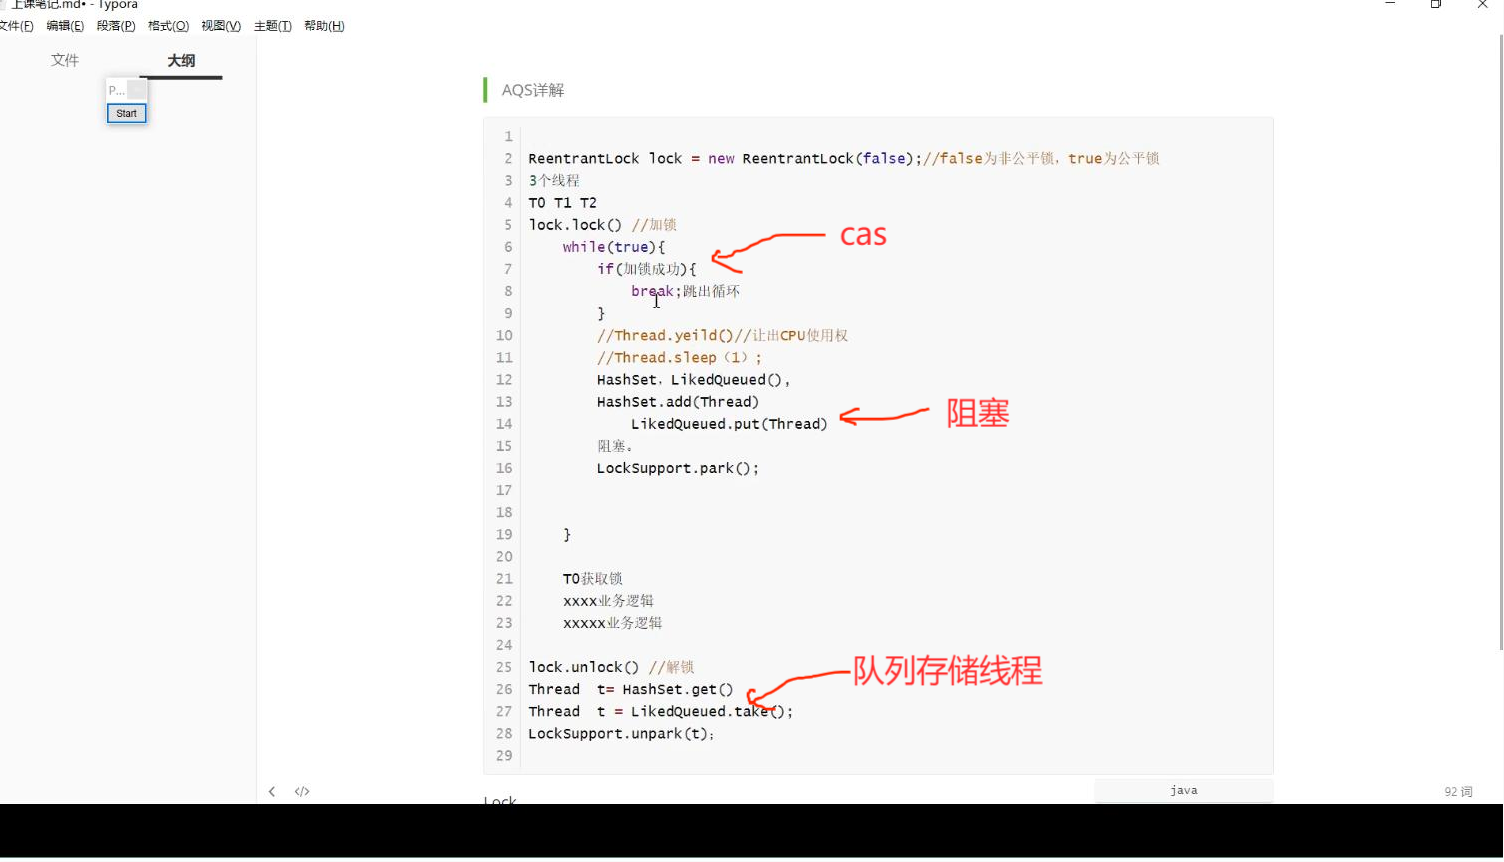 上课笔记.md• - Typora
文件(F) 编辑(E) 段落(P) 格式(O) 视图(V) 主题(T) 帮助(H)
文件 大纲
P...
Start
AQS详解
1
2 ReentrantLock lock = new ReentrantLock(false);//false为非公平锁，true为公平锁
3 3个线程
4 T0 T1 T2
5 lock.lock() //加锁
cas
6 while(true){
7 if(加锁成功){
8 break;跳出循环
9 }
10 //Thread.yeild()//让出CPU使用权
11 //Thread.sleep（1）;
12 HashSet，LikedQueued(),
13 HashSet.add(Thread)
阻塞
14 LikedQueued.put(Thread)
15 阻塞。
16 LockSupport.park();
17
18
19 }
20
21 T0获取锁
22 xxxx业务逻辑
23 xxxxx业务逻辑
24
25 lock.unlock() //解锁
队列存储线程
26 Thread t= HashSet.get()
27 Thread t = LikedQueued.take();
28 LockSupport.unpark(t);
29
java
92 词
Lock